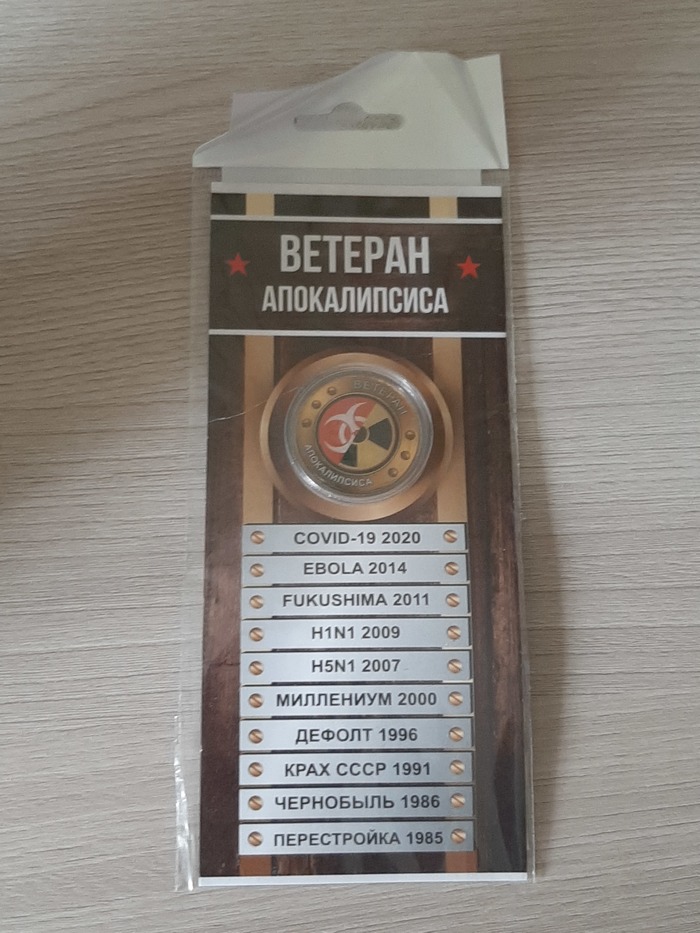 ВЕТЕРАН
АПОКАЛИПСИСА
ВЕТЕРАН
АПОКАЛИПСИСА
COVID-19 2020
EBOLA 2014
FUKUSHIMA 2011
H1N1 2009
H5N1 2007
МИЛЛЕНИУМ 2000
ДЕФОЛТ 1996
КРАХ СССР 1991
ЧЕРНОБЫЛЬ 1986
ПЕРЕСТРОЙКА 1985